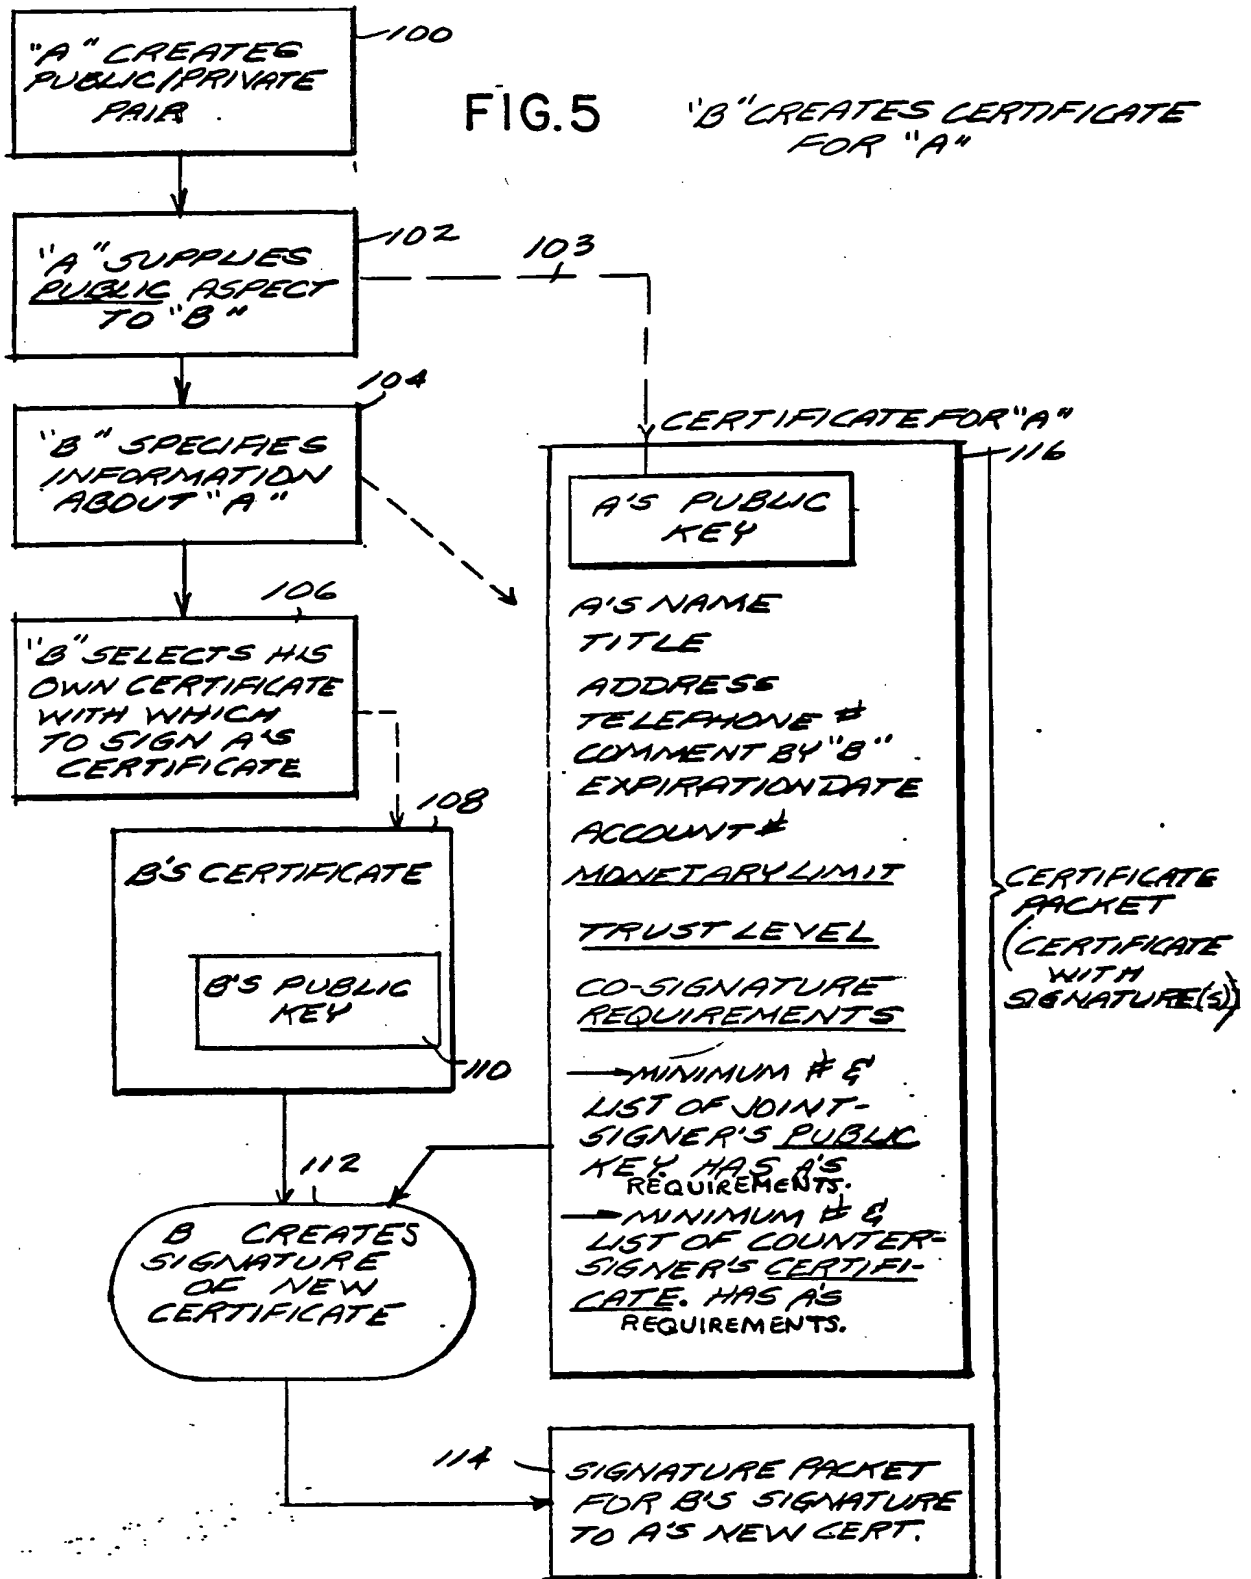 100
"A" CREATES
PUBLIC/PRIVATE
PAIR
FIG.5
"B" CREATES CERTIFICATE
FOR "A"
102
"A" SUPPLIES
PUBLIC ASPECT
TO "B"
103
104
"B" SPECIFIES
INFORMATION
ABOUT "A"
106
"B" SELECTS HIS
OWN CERTIFICATE
WITH WHICH
TO SIGN A'S
CERTIFICATE
108
B'S CERTIFICATE
B'S PUBLIC
KEY
110
112
B CREATES
SIGNATURE
OF NEW
CERTIFICATE
CERTIFICATE FOR "A"
116
A'S PUBLIC
KEY
A'S NAME
TITLE
ADDRESS
TELEPHONE #
COMMENT BY "B"
EXPIRATION DATE
ACCOUNT #
MONETARY LIMIT
TRUST LEVEL
CO-SIGNATURE
REQUIREMENTS
MINIMUM # &
LIST OF JOINT-
SIGNER'S PUBLIC
KEY. HAS A'S
REQUIREMENTS.
MINIMUM # &
LIST OF COUNTER-
SIGNER'S CERTIFI-
CATE. HAS A'S
REQUIREMENTS.
CERTIFICATE
PACKET
(CERTIFICATE
WITH
SIGNATURE(S))
114
SIGNATURE PACKET
FOR B'S SIGNATURE
TO A'S NEW CERT.